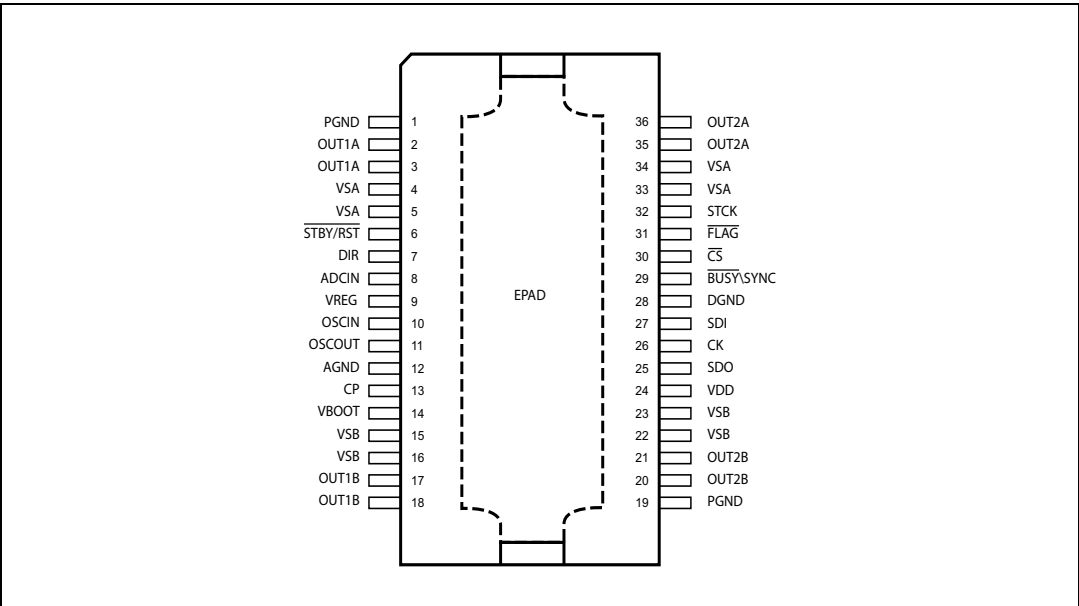 PGND 1 36 OUT2A
OUT1A 2 35 OUT2A
OUT1A 3 34 VSA
VSA 4 33 VSA
VSA 5 32 STCK
STBY/RST 6 31 FLAG
DIR 7 30 CS
ADCIN 8 29 BUSY\SYNC
VREG 9 28 DGND
EPAD
OSCIN 10 27 SDI
OSCOUT 11 26 CK
AGND 12 25 SDO
CP 13 24 VDD
VBOOT 14 23 VSB
VSB 15 22 VSB
VSB 16 21 OUT2B
OUT1B 17 20 OUT2B
OUT1B 18 19 PGND